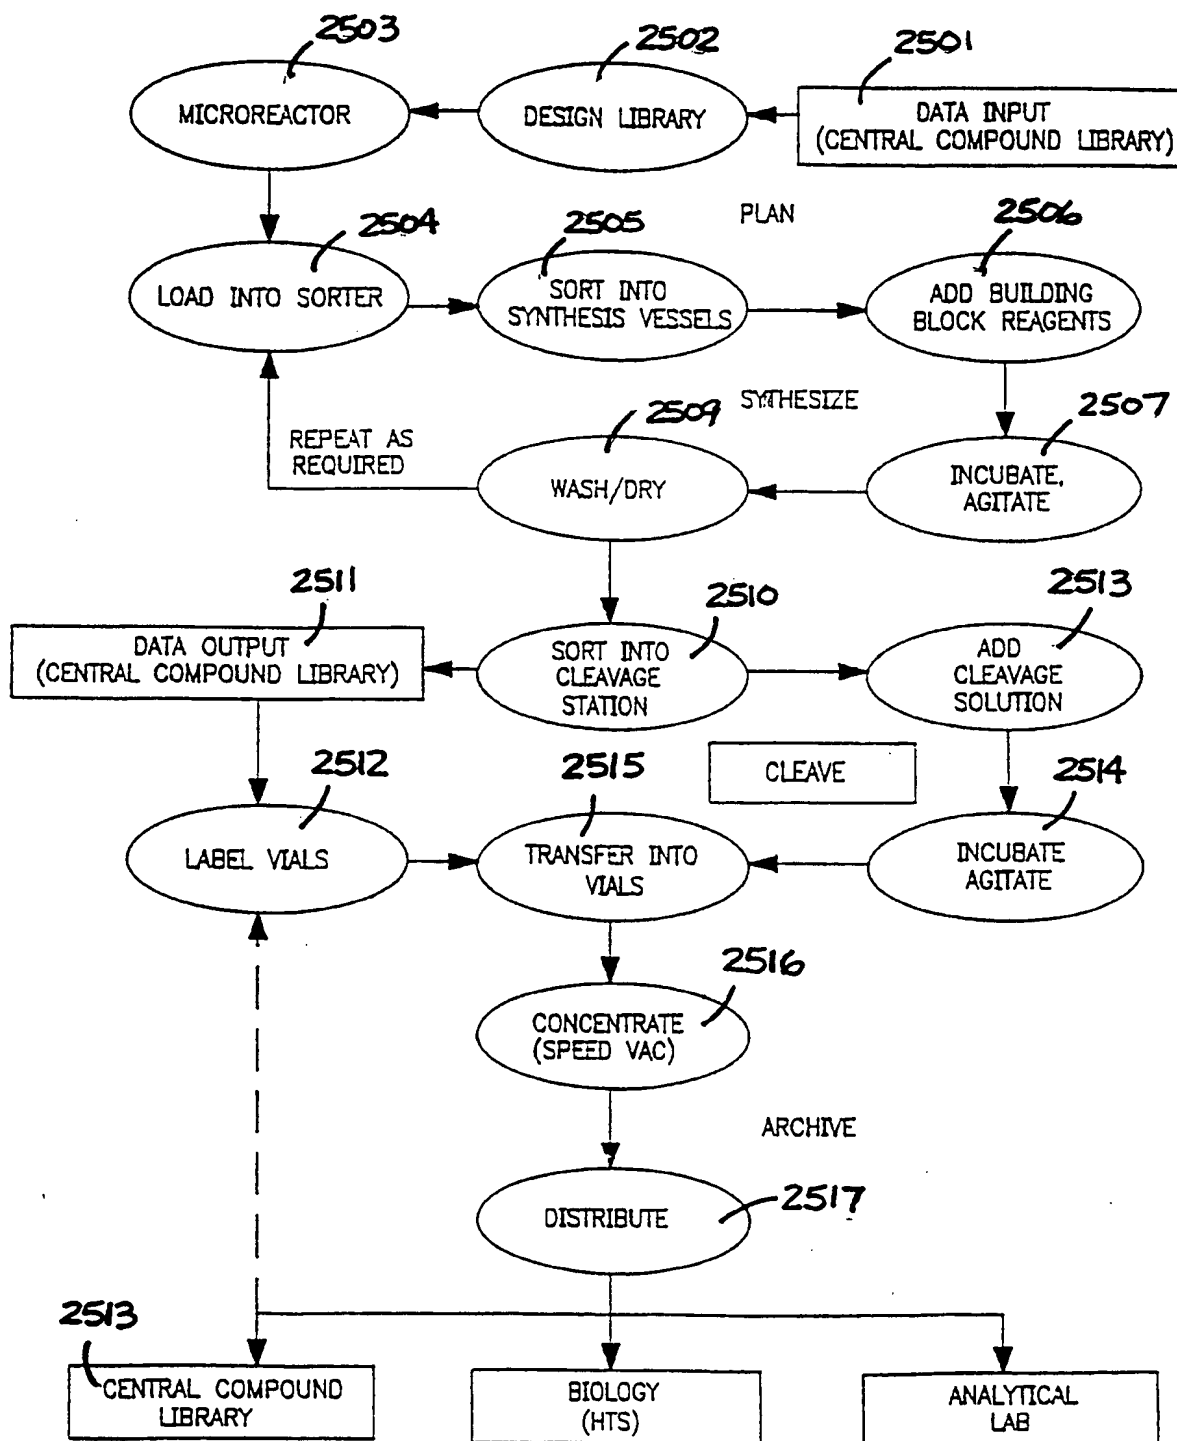 2503
2502
2501
MICROREACTOR
DESIGN LIBRARY
DATA INPUT
(CENTRAL COMPOUND LIBRARY)
PLAN
2504
2505
2506
LOAD INTO SORTER
SORT INTO
SYNTHESIS VESSELS
ADD BUILDING
BLOCK REAGENTS
SYTHESIZE
2509
2507
REPEAT AS
REQUIRED
WASH/DRY
INCUBATE,
AGITATE
2511
2510
2513
DATA OUTPUT
(CENTRAL COMPOUND LIBRARY)
SORT INTO
CLEAVAGE
STATION
ADD
CLEAVAGE
SOLUTION
2512
2515
CLEAVE
2514
LABEL VIALS
TRANSFER INTO
VIALS
INCUBATE
AGITATE
2516
CONCENTRATE
(SPEED VAC)
ARCHIVE
2517
DISTRIBUTE
2513
CENTRAL COMPOUND
LIBRARY
BIOLOGY
(HTS)
ANALYTICAL
LAB